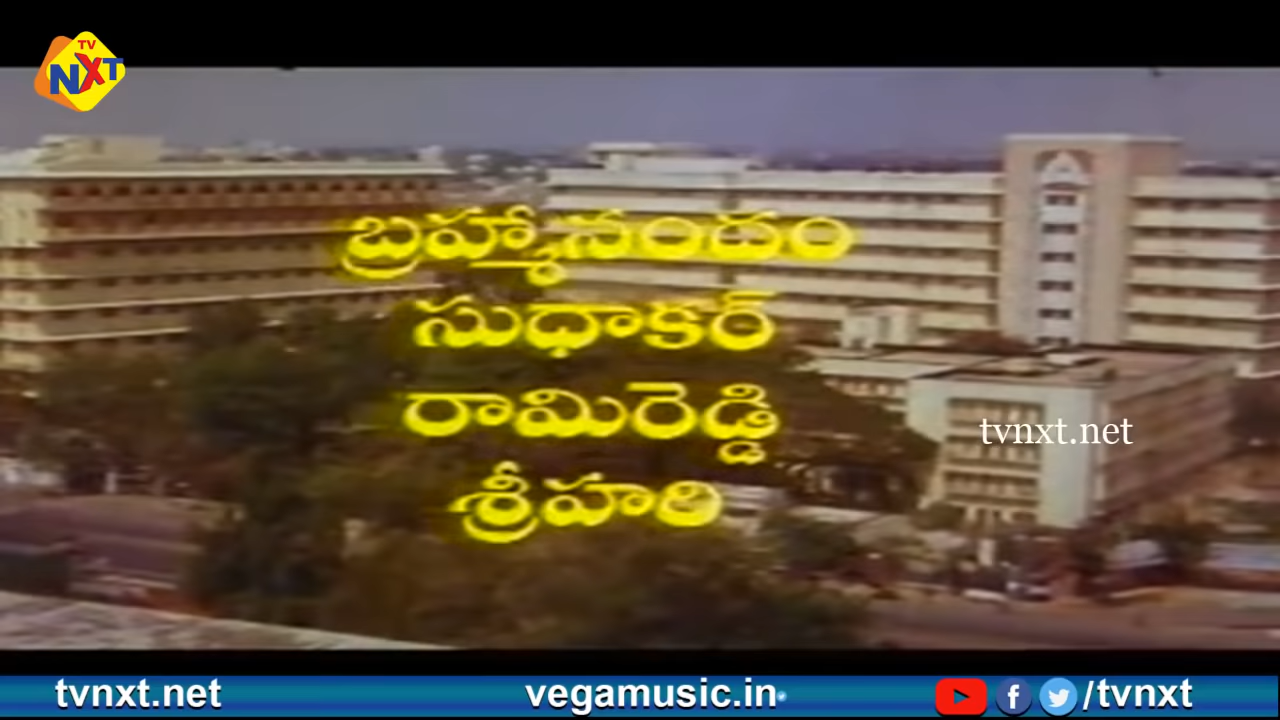 TV
NXT
బ్రహ్మానందం
సుధాకర్
రామిరెడ్డి
శ్రీహరి
tvnxt.net
tvnxt.net
vegamusic.in
/tvnxt